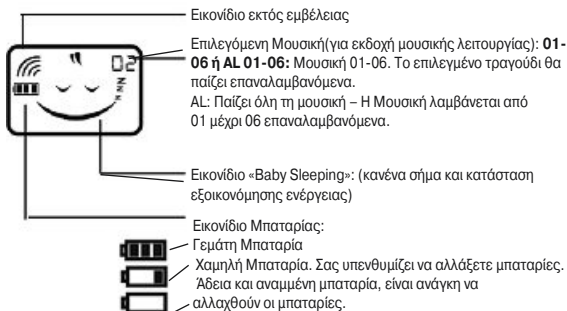 Εικονίδιο εκτός εμβέλειας
Επιλεγόμενη Μουσική(για εκδοχή μουσικής λειτουργίας): 01-
06 ή AL 01-06: Μουσική 01-06. Το επιλεγμένο τραγούδι θα
παίζει επαναλαμβανόμενα.
AL: Παίζει όλη τη μουσική – Η Μουσική λαμβάνεται από
01 μέχρι 06 επαναλαμβανόμενα.
02
zzz
Εικονίδιο «Baby Sleeping»: (κανένα σήμα και κατάσταση
εξοικονόμησης ενέργειας)
Εικονίδιο Μπαταρίας:
Γεμάτη Μπαταρία
Χαμηλή Μπαταρία. Σας υπενθυμίζει να αλλάξετε μπαταρίες.
Άδεια και αναμμένη μπαταρία, είναι ανάγκη να
αλλαχθούν οι μπαταρίες.